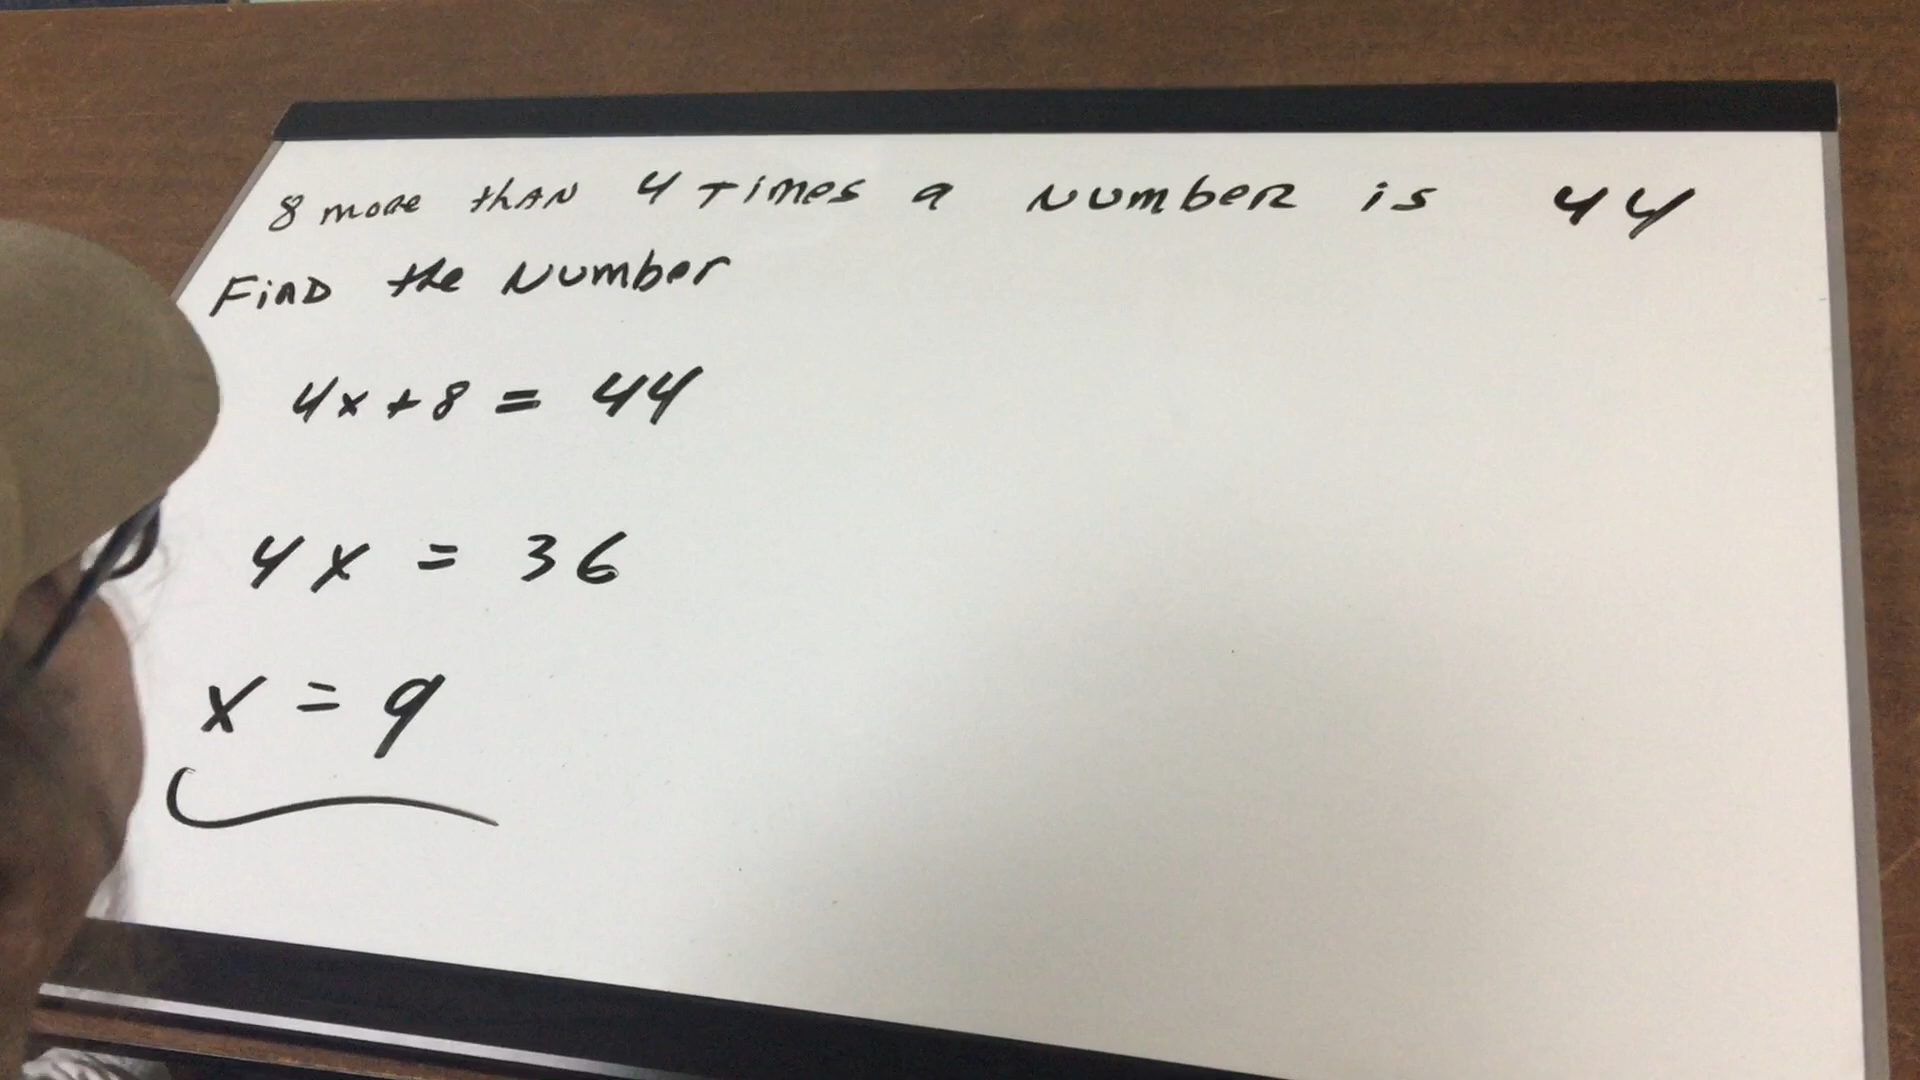 8 more than 4 Times a Number is 44
Find the Number
4x + 8 = 44
4x = 36
x = 9